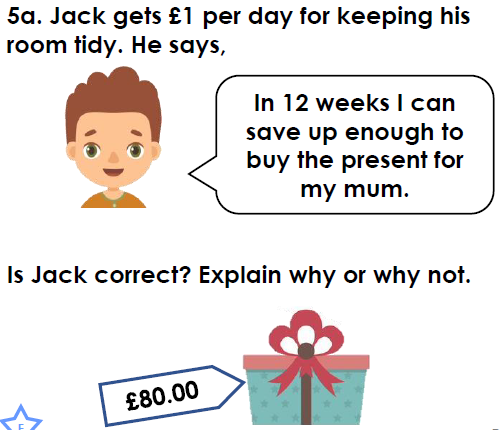 5a. Jack gets £1 per day for keeping his
room tidy. He says,
In 12 weeks I can
save up enough to
buy the present for
my mum.
Is Jack correct? Explain why or why not.
£80.00
E